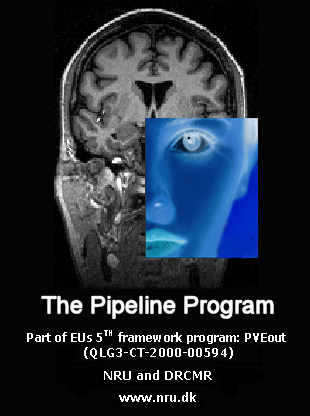 The Pipeline Program
Part of EUs 5TH framework program: PVEout
(QLG3-CT-2000-00594)
NRU and DRCMR
www.nru.dk